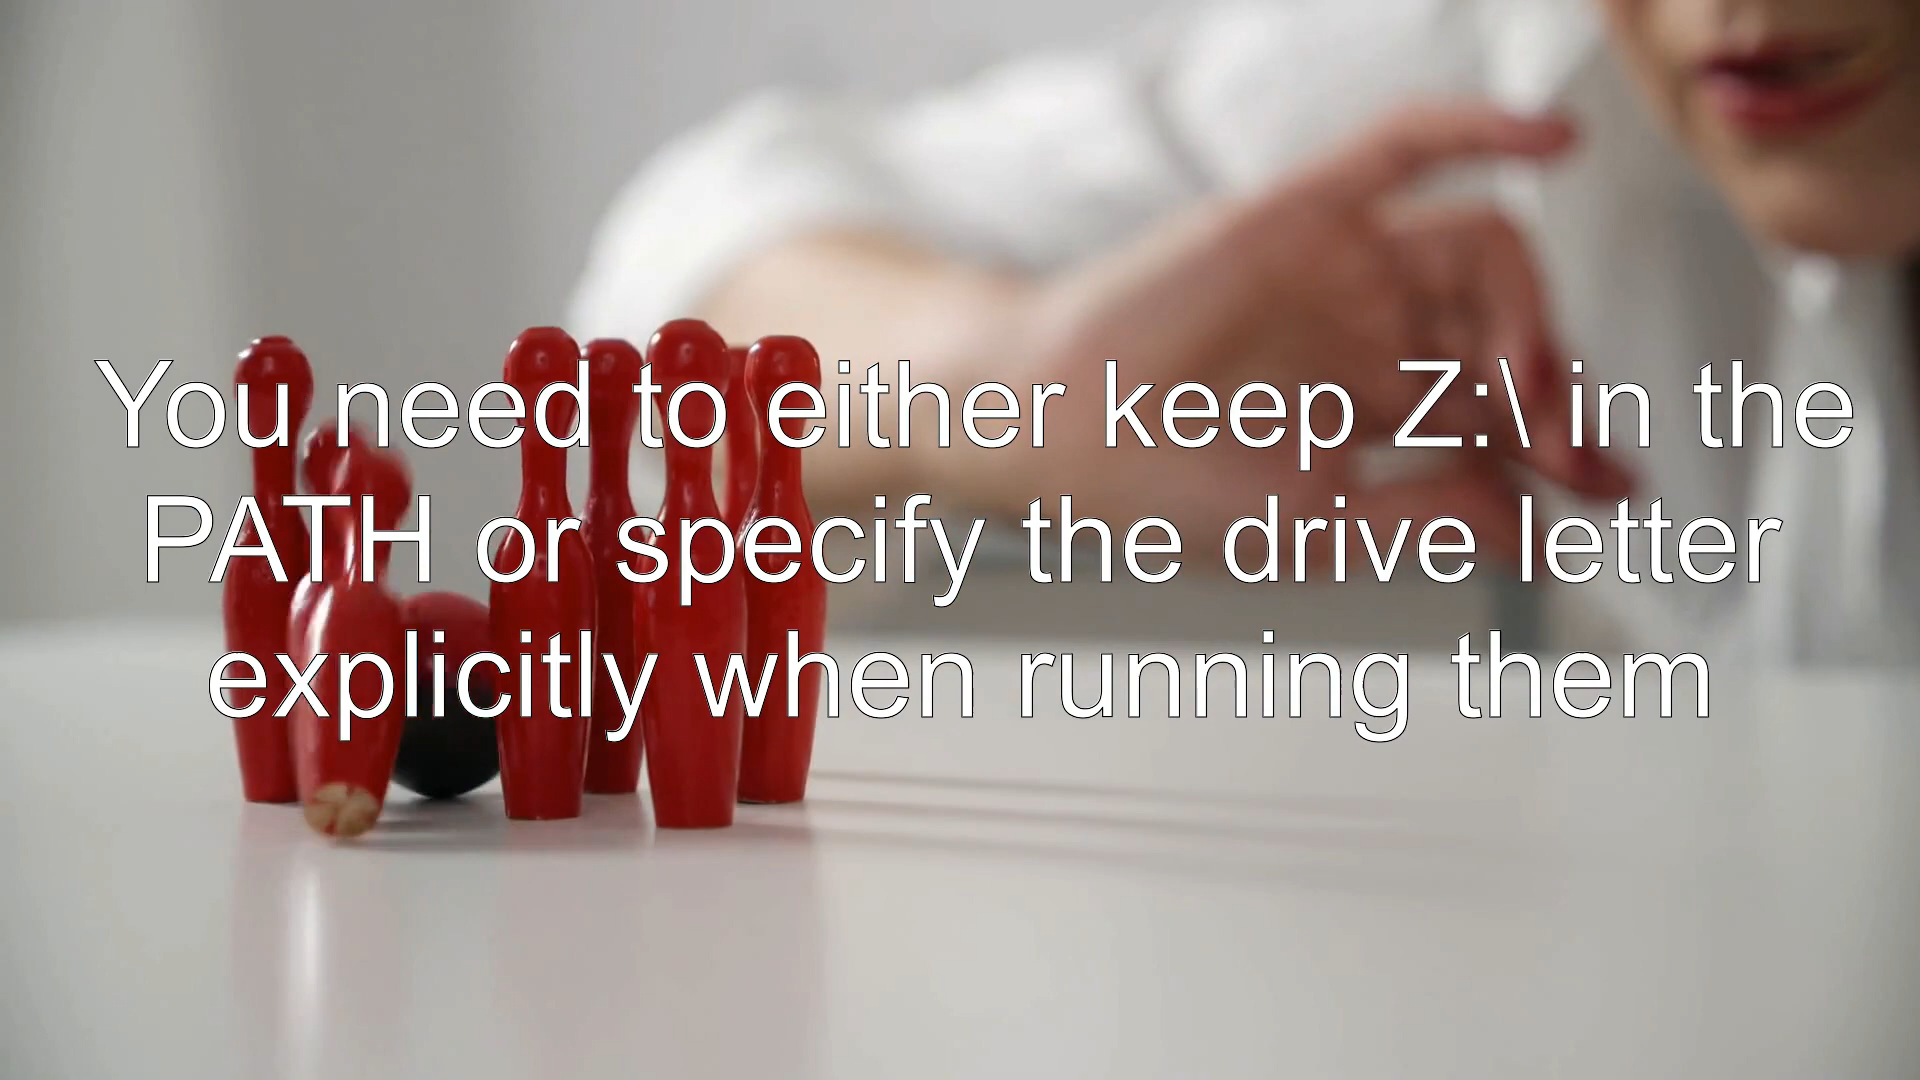 You need to either keep Z:\ in the
PATH or specify the drive letter
explicitly when running them